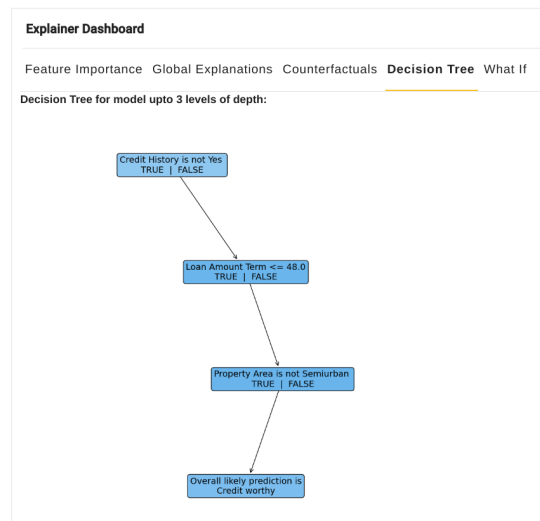 Explainer Dashboard
Feature Importance Global Explanations Counterfactuals Decision Tree What If
Decision Tree for model upto 3 levels of depth:
Credit History is not Yes
TRUE | FALSE
Loan Amount Term <= 48.0
TRUE | FALSE
Property Area is not Semiurban
TRUE | FALSE
Overall likely prediction is
Credit worthy